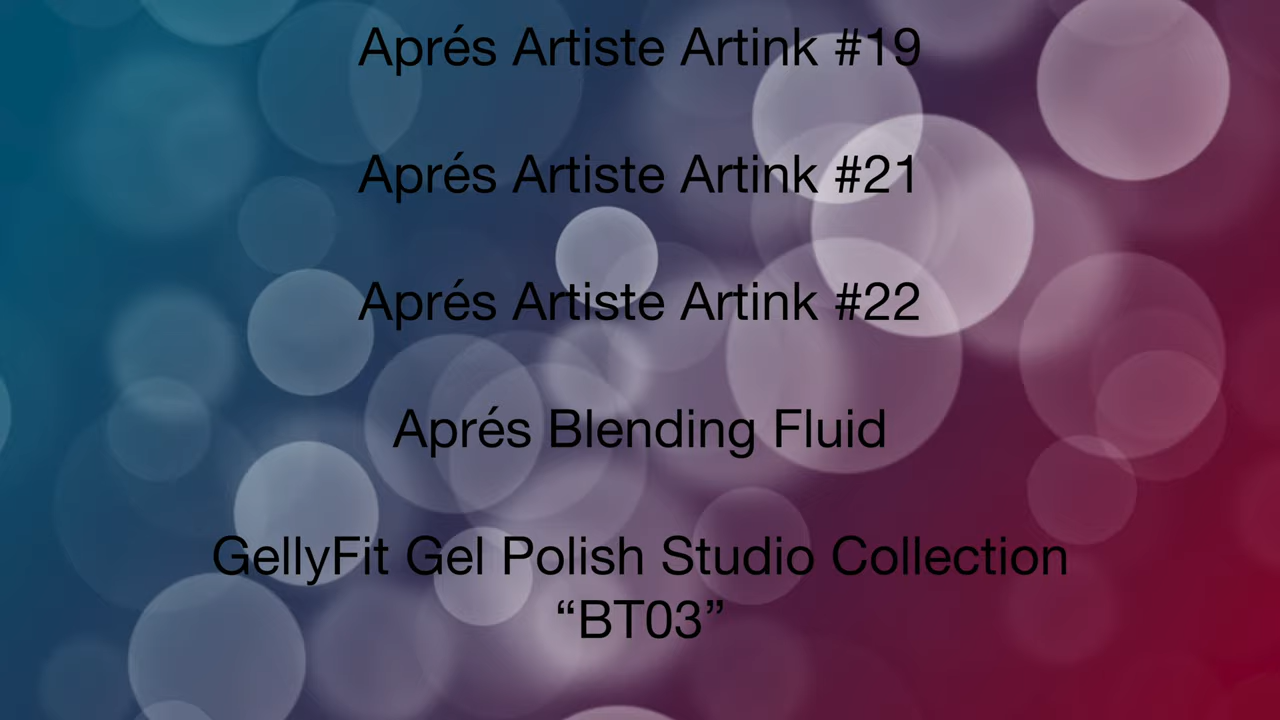 Aprés Artiste Artink #19
Aprés Artiste Artink #21
Aprés Artiste Artink #22
Aprés Blending Fluid
GellyFit Gel Polish Studio Collection
“BT03”